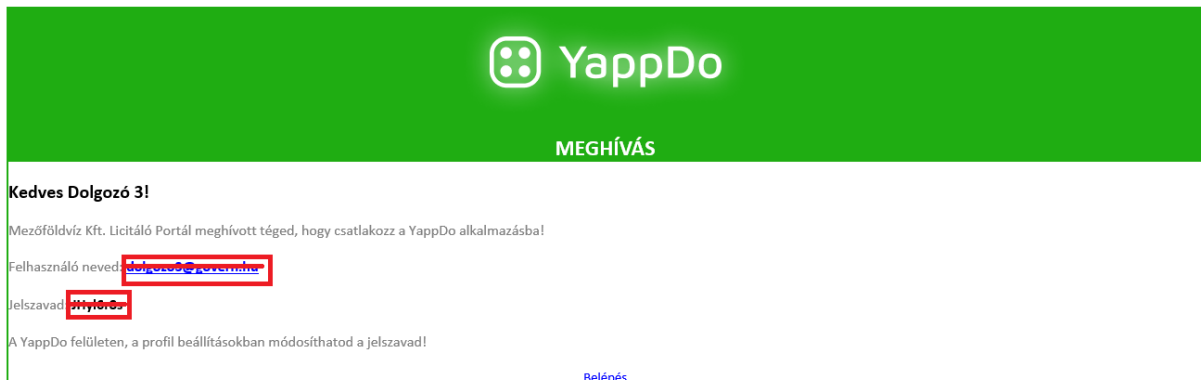 YappDo
MEGHÍVÁS
Kedves Dolgozó 3!
Mezőföldvíz Kft. Licitáló Portál meghívott téged, hogy csatlakozz a YappDo alkalmazásba!
Felhasználó neved:
Jelszavad:
A YappDo felületen, a profil beállításokban módosíthatod a jelszavad!
Belépés